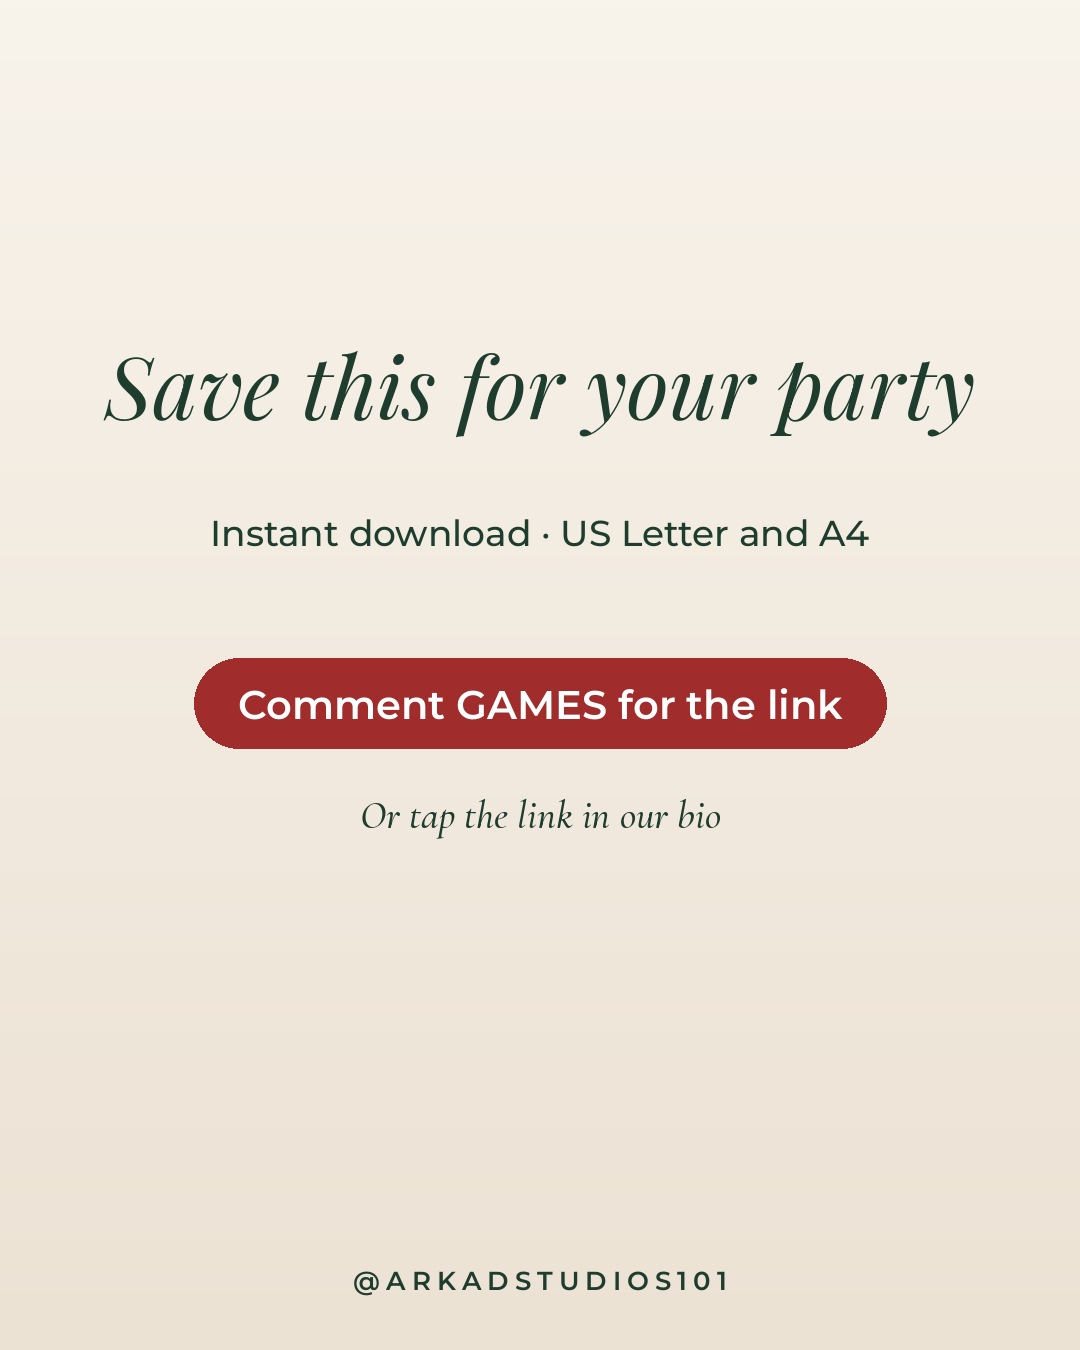 Save this for your party
Instant download · US Letter and A4
Comment GAMES for the link
Or tap the link in our bio
@ARKADSTUDIOS101